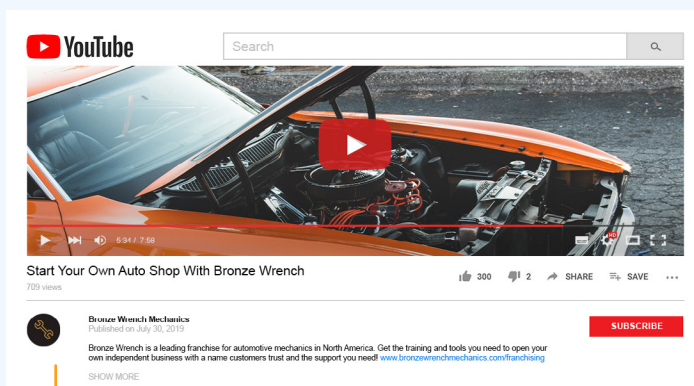 YouTube
Search
5:34 / 7:58
HD
Start Your Own Auto Shop With Bronze Wrench
709 views
300
2
SHARE
SAVE
Bronze Wrench Mechanics
Published on July 30, 2019
SUBSCRIBE
Bronze Wrench is a leading franchise for automotive mechanics in North America. Get the training and tools you need to open your
own independent business with a name customers trust and the support you need! www.bronzewrenchmechanics.com/franchising
SHOW MORE